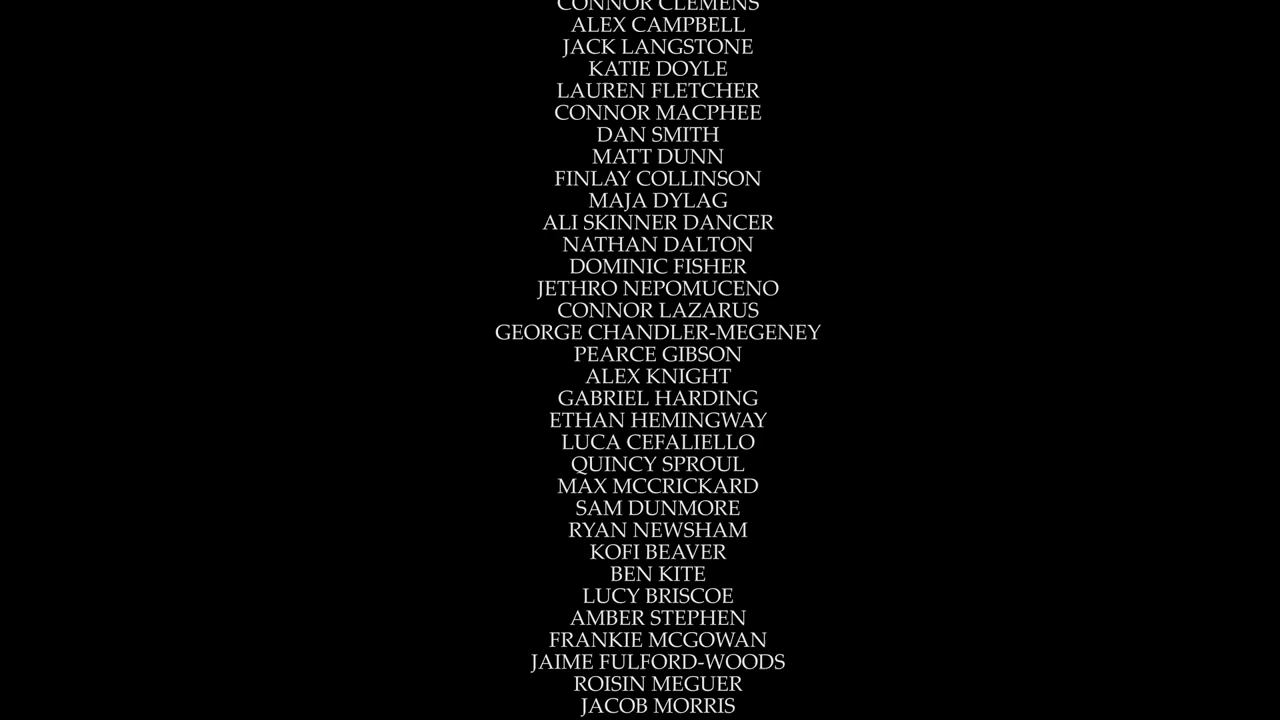 CONNOR CLEMENS
ALEX CAMPBELL
JACK LANGSTONE
KATIE DOYLE
LAUREN FLETCHER
CONNOR MACPHEE
DAN SMITH
MATT DUNN
FINLAY COLLINSON
MAJA DYLAG
ALI SKINNER DANCER
NATHAN DALTON
DOMINIC FISHER
JETHRO NEPOMUCENO
CONNOR LAZARUS
GEORGE CHANDLER-MEGENEY
PEARCE GIBSON
ALEX KNIGHT
GABRIEL HARDING
ETHAN HEMINGWAY
LUCA CEFALIELLO
QUINCY SPROUL
MAX MCCRICKARD
SAM DUNMORE
RYAN NEWSHAM
KOFI BEAVER
BEN KITE
LUCY BRISCOE
AMBER STEPHEN
FRANKIE MCGOWAN
JAIME FULFORD-WOODS
ROISIN MEGUER
JACOB MORRIS